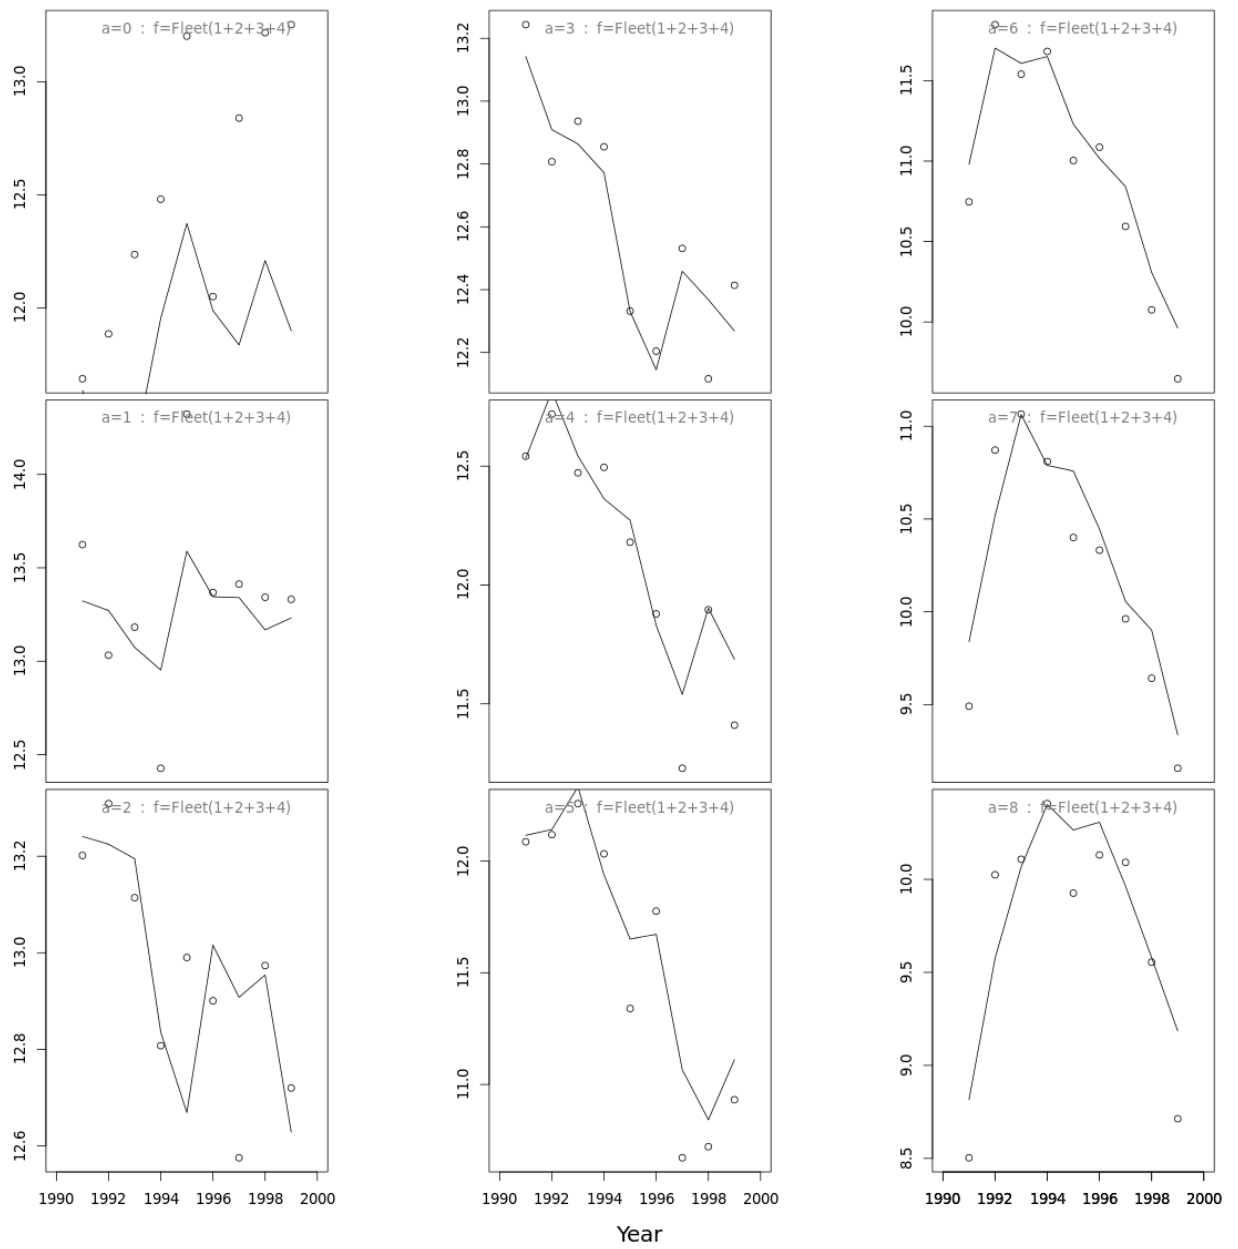 a=0 : f=Fleet(1+2+3+4)
13.0
12.5
12.0
a=3 : f=Fleet(1+2+3+4)
13.2
13.0
12.8
12.6
12.4
12.2
a=6 : f=Fleet(1+2+3+4)
11.5
11.0
10.5
10.0
a=1 : f=Fleet(1+2+3+4)
14.0
13.5
13.0
12.5
a=4 : f=Fleet(1+2+3+4)
12.5
12.0
11.5
a=7 : f=Fleet(1+2+3+4)
11.0
10.5
10.0
9.5
a=2 : f=Fleet(1+2+3+4)
13.2
13.0
12.8
12.6
1990 1992 1994 1996 1998 2000
a=5 : f=Fleet(1+2+3+4)
12.0
11.5
11.0
1990 1992 1994 1996 1998 2000
a=8 : f=Fleet(1+2+3+4)
10.0
9.5
9.0
8.5
1990 1992 1994 1996 1998 2000
Year